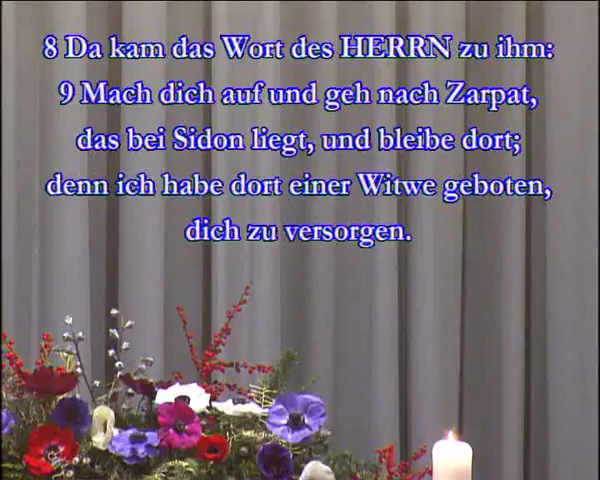 8 Da kam das Wort des HERRN zu ihm:
9 Mach dich auf und geh nach Zarpat,
das bei Sidon liegt, und bleibe dort;
denn ich habe dort einer Witwe geboten,
dich zu versorgen.